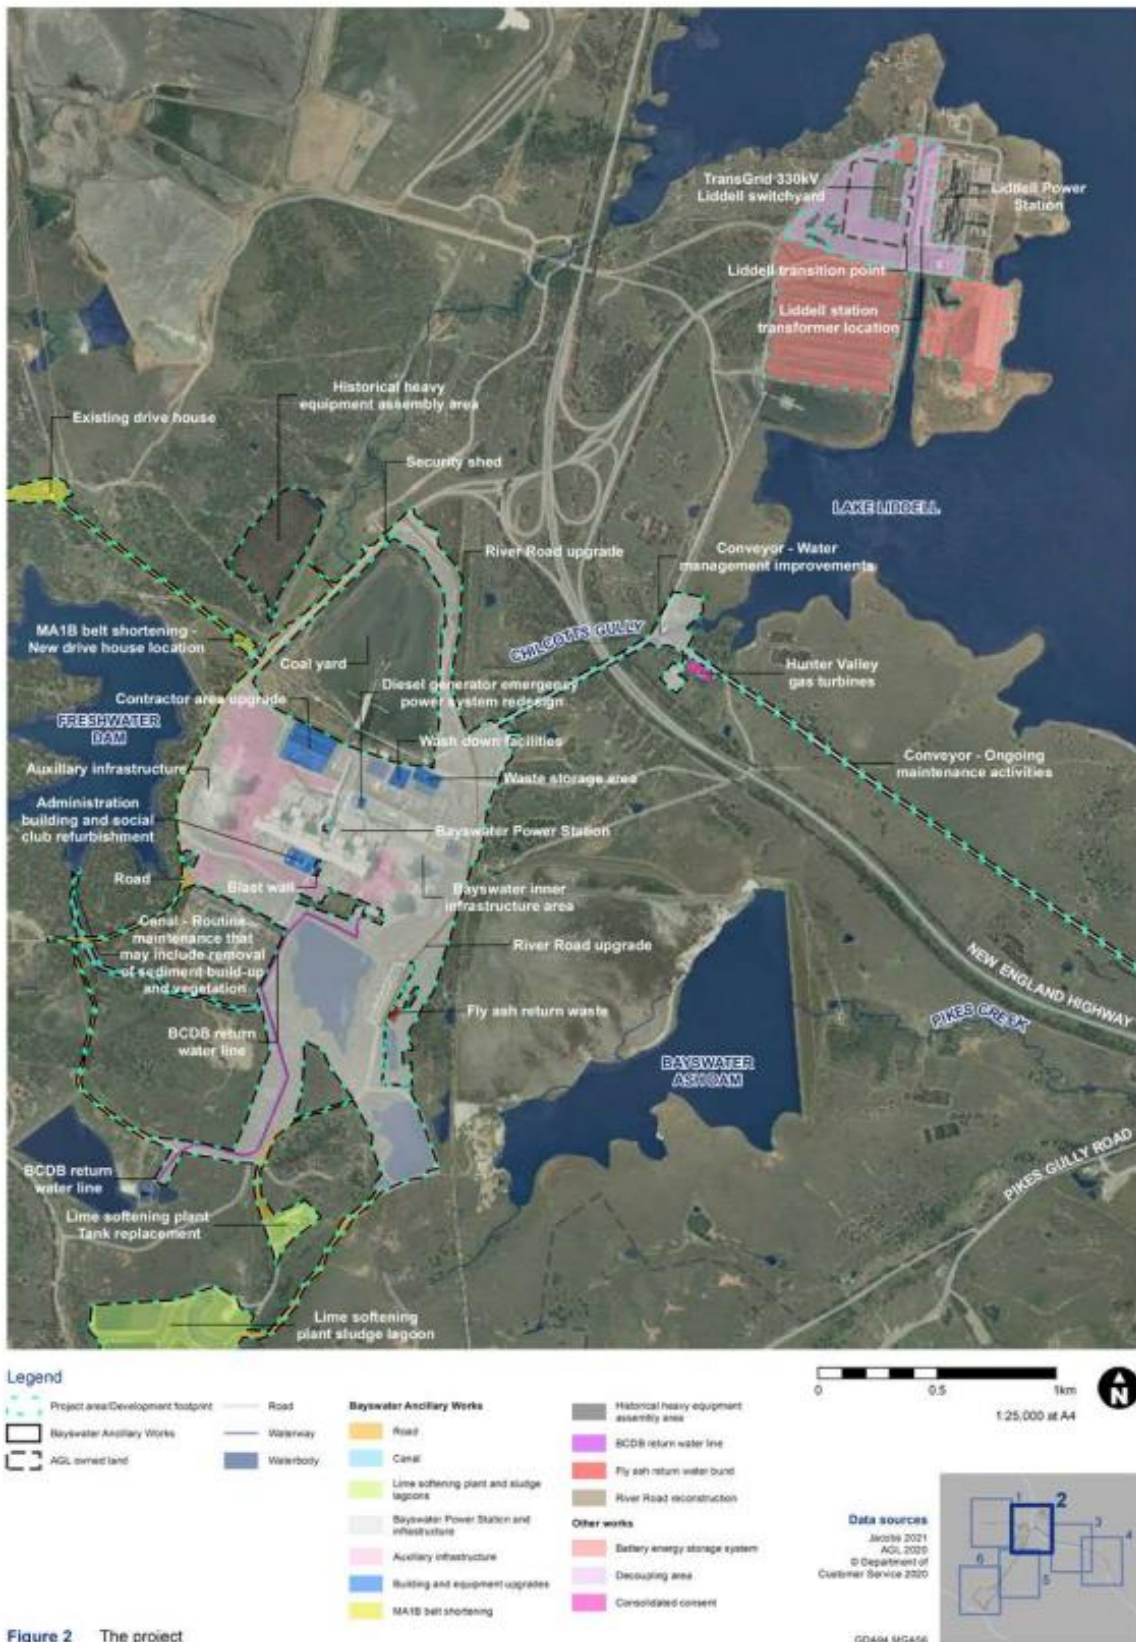 TransGrid 330kV
Liddell switchyard
Liddell Power
Station
Liddell transition point
Liddell station
transformer location
Historical heavy
equipment assembly area
Existing drive house
Security shed
LAKE LIDDELL
River Road upgrade
Conveyor - Water
management improvements
CHILCOTTS GULLY
MA1B belt shortening -
New drive house location
Coal yard
Hunter Valley
gas turbines
Diesel generator emergency
power system redesign
Contractor area upgrade
FRESHWATER
DAM
Wash down facilities
Conveyor - Ongoing
maintenance activities
Auxillary infrastructure
Waste storage area
Administration
building and social
club refurbishment
Bayswater Power Station
Road
Blast wall
Bayswater inner
infrastructure area
Canal - Routine
maintenance that
may include removal
of sediment build-up
and vegetation
River Road upgrade
NEW ENGLAND HIGHWAY
Fly ash return waste
PIKES CREEK
BCDB return
water line
BAYSWATER
ASH DAM
PIKES GULLY ROAD
BCDB return
water line
Lime softening plant
Tank replacement
Lime softening
plant sludge lagoon
Legend
Project area/Development footprint
Bayswater Ancillary Works
AGL owned land
Road
Waterway
Waterbody
Bayswater Ancillary Works
Road
Canal
Lime softening plant and sludge
lagoons
Bayswater Power Station and
infrastructure
Auxiliary infrastructure
Building and equipment upgrades
MA1B belt shortening
Historical heavy equipment
assembly area
BCDB return water line
Fly ash return water bund
River Road reconstruction
Other works
Battery energy storage system
Decoupling area
Consolidated consent
0 0.5 1km
1:25,000 at A4
N
Data sources
Jacobs 2021
AGL 2020
© Department of
Customer Service 2020
1
2
3
4
5
6
GDA94 MGA56
Figure 2 The project